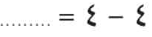 ......... = ٤ − ٤